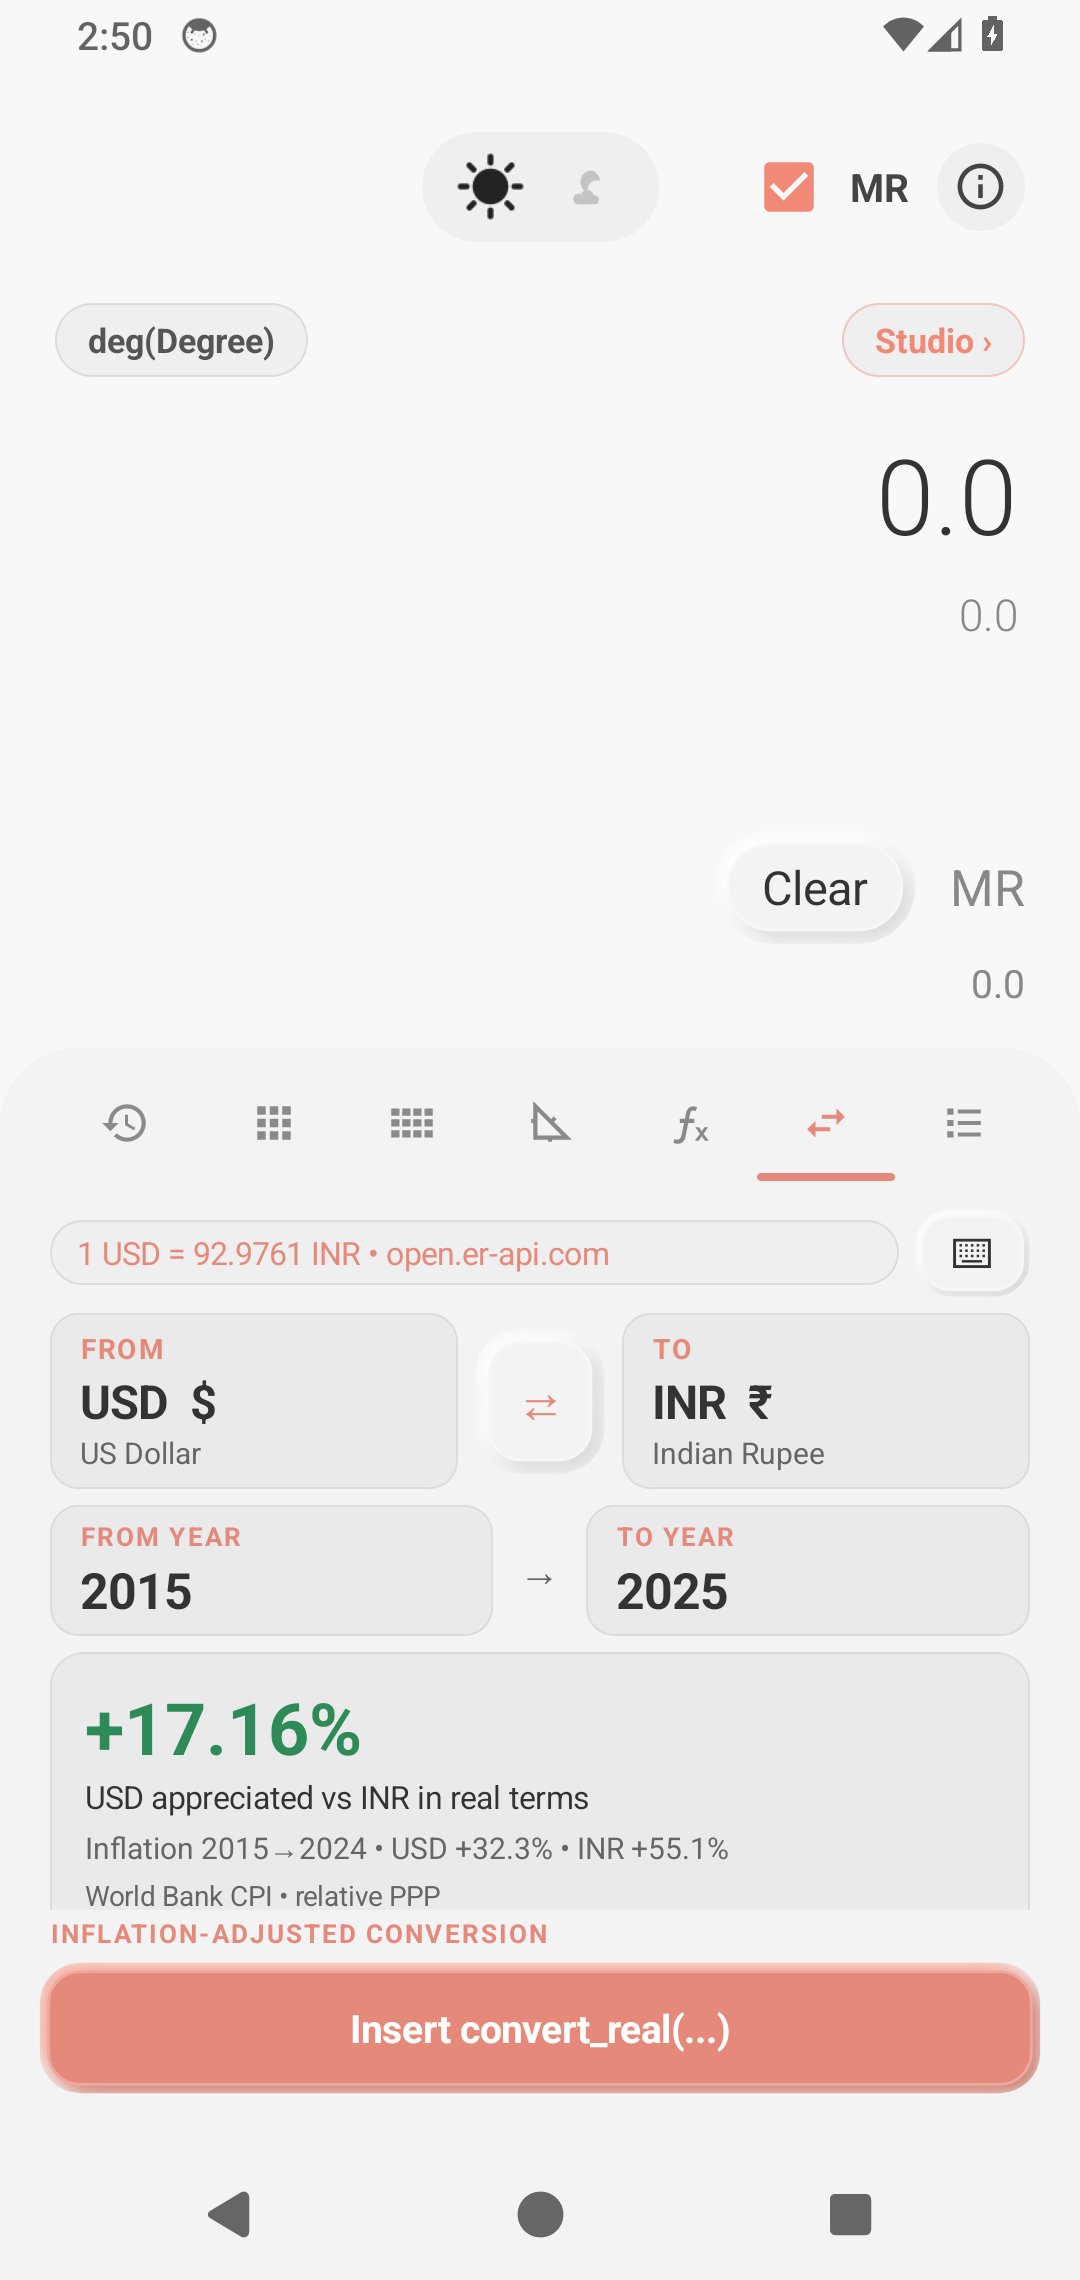 2:50
MR
deg(Degree)
Studio ›
0.0
0.0
Clear
MR
0.0
fx
1 USD = 92.9761 INR • open.er-api.com
FROM
USD $
US Dollar
⇄
TO
INR ₹
Indian Rupee
FROM YEAR
2015
→
TO YEAR
2025
+17.16%
USD appreciated vs INR in real terms
Inflation 2015→2024 • USD +32.3% • INR +55.1%
World Bank CPI • relative PPP
INFLATION-ADJUSTED CONVERSION
Insert convert_real(...)